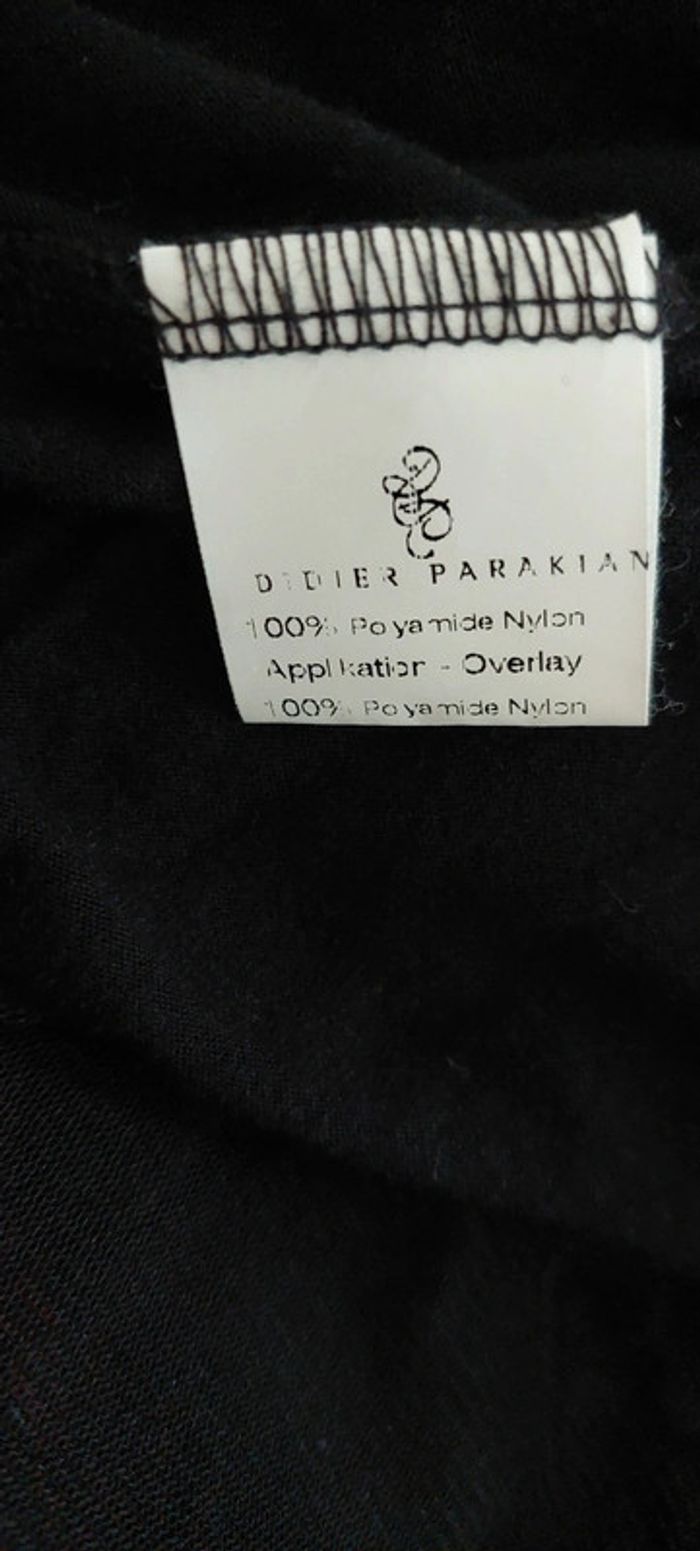 DIDIER PARAKIAN
100% Polyamide Nylon
Applikation - Overlay
100% Polyamide Nylon